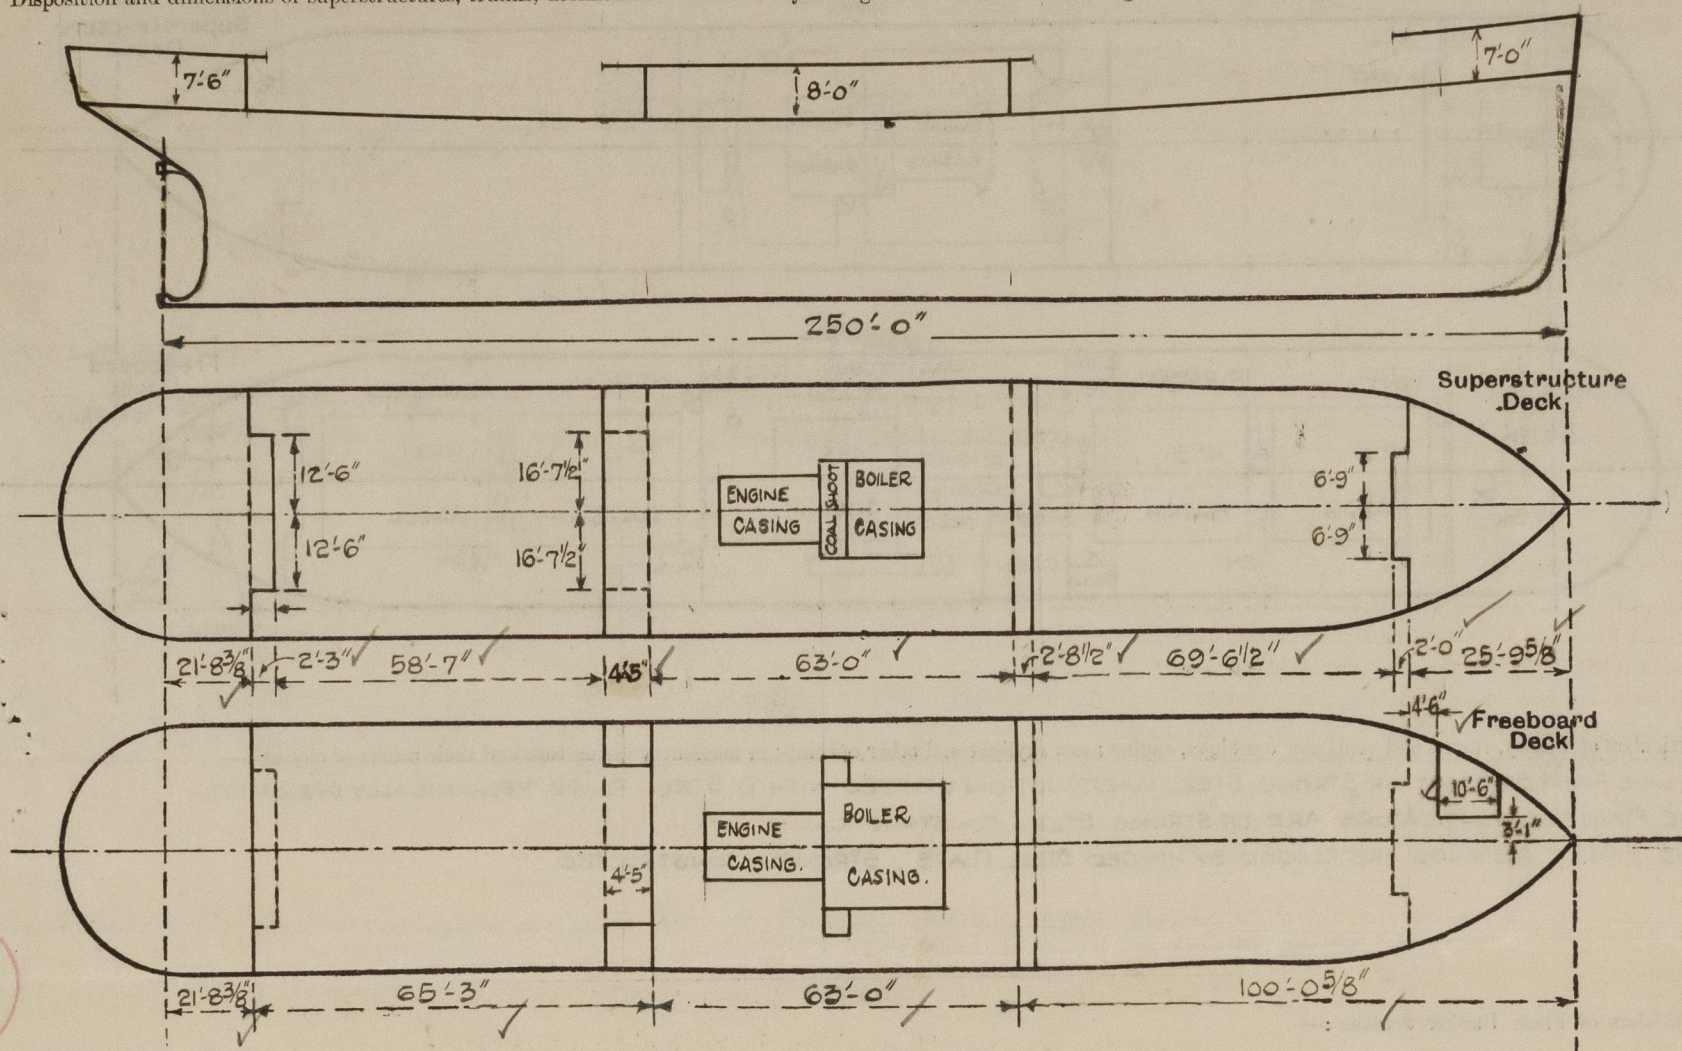 Disposition and dimensions of superstructures, trunks,
7'-6"
8'-0"
7'-0"
250'-0"
Superstructure
Deck
12'-6"
12'-6"
16'-7½"
16'-7½"
ENGINE
CASING
COAL SHOOT
BOILER
CASING
6'-9"
6'-9"
21'-8⅜"
2'-3"
58'-7"
4'-5"
63'-0"
2'-8½"
69'-6½"
2'-0"
25'-9⅝"
4'-6"
Freeboard
Deck
10'-6"
3'-1"
ENGINE
CASING.
4'-5"
BOILER
CASING.
21'-8⅜"
65'-3"
63'-0"
100'-0⅝"